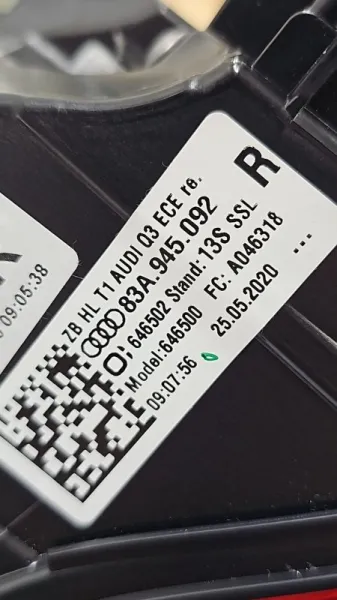 ZB HL T1 AUDI Q3 ECE re.
R
83A.945.092
646502 Stand: 13S SSL
Model:646500 FC: A046318
09:07:56 25.05.2020 ...
09:05:38